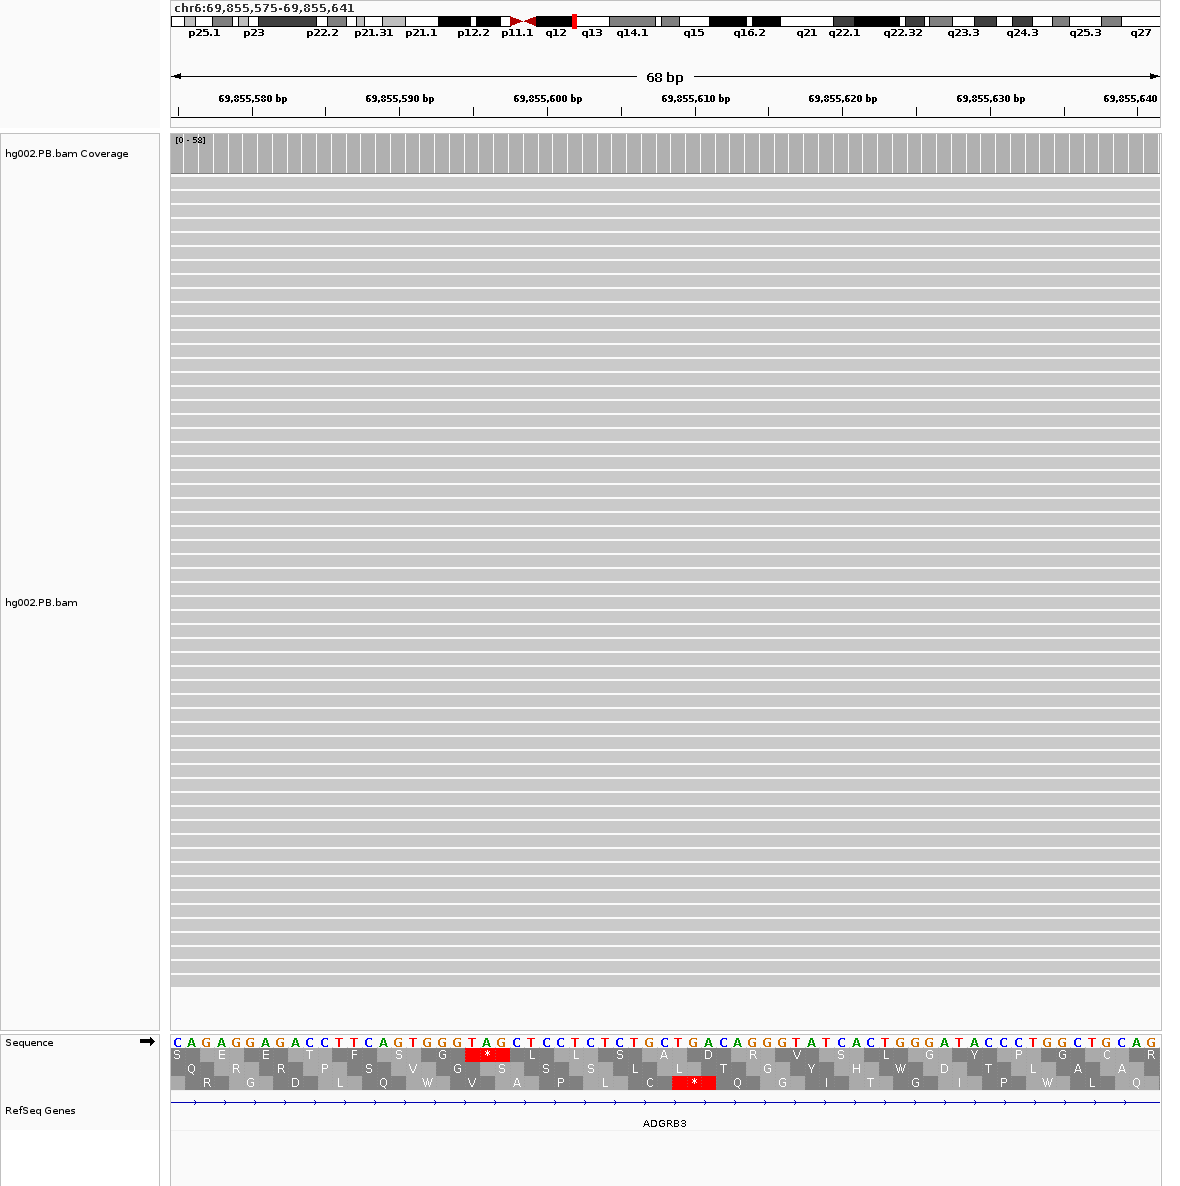 chr6:69,855,575-69,855,641
p25.1 p23 p22.2 p21.31 p21.1 p12.2 p11.1 q12 q13 q14.1 q15 q16.2 q21 q22.1 q22.32 q23.3 q24.3 q25.3 q27
68 bp
69,855,580 bp 69,855,590 bp 69,855,600 bp 69,855,610 bp 69,855,620 bp 69,855,630 bp 69,855,640
[0 - 58]
hg002.PB.bam Coverage
hg002.PB.bam
Sequence
C A G A G G A G A C C T T C A G T G G G T A G C T C C T C T C T G C T G A C A G G G T A T C A C T G G G A T A C C C T G G C T G C A G
S E E T F S G * L L S A D R V S L G Y P G C R
Q R R P S V G S S S L L T G Y H W D T L A A
R G D L Q W V A P L C * Q G I T G I P W L Q
RefSeq Genes
ADGRB3